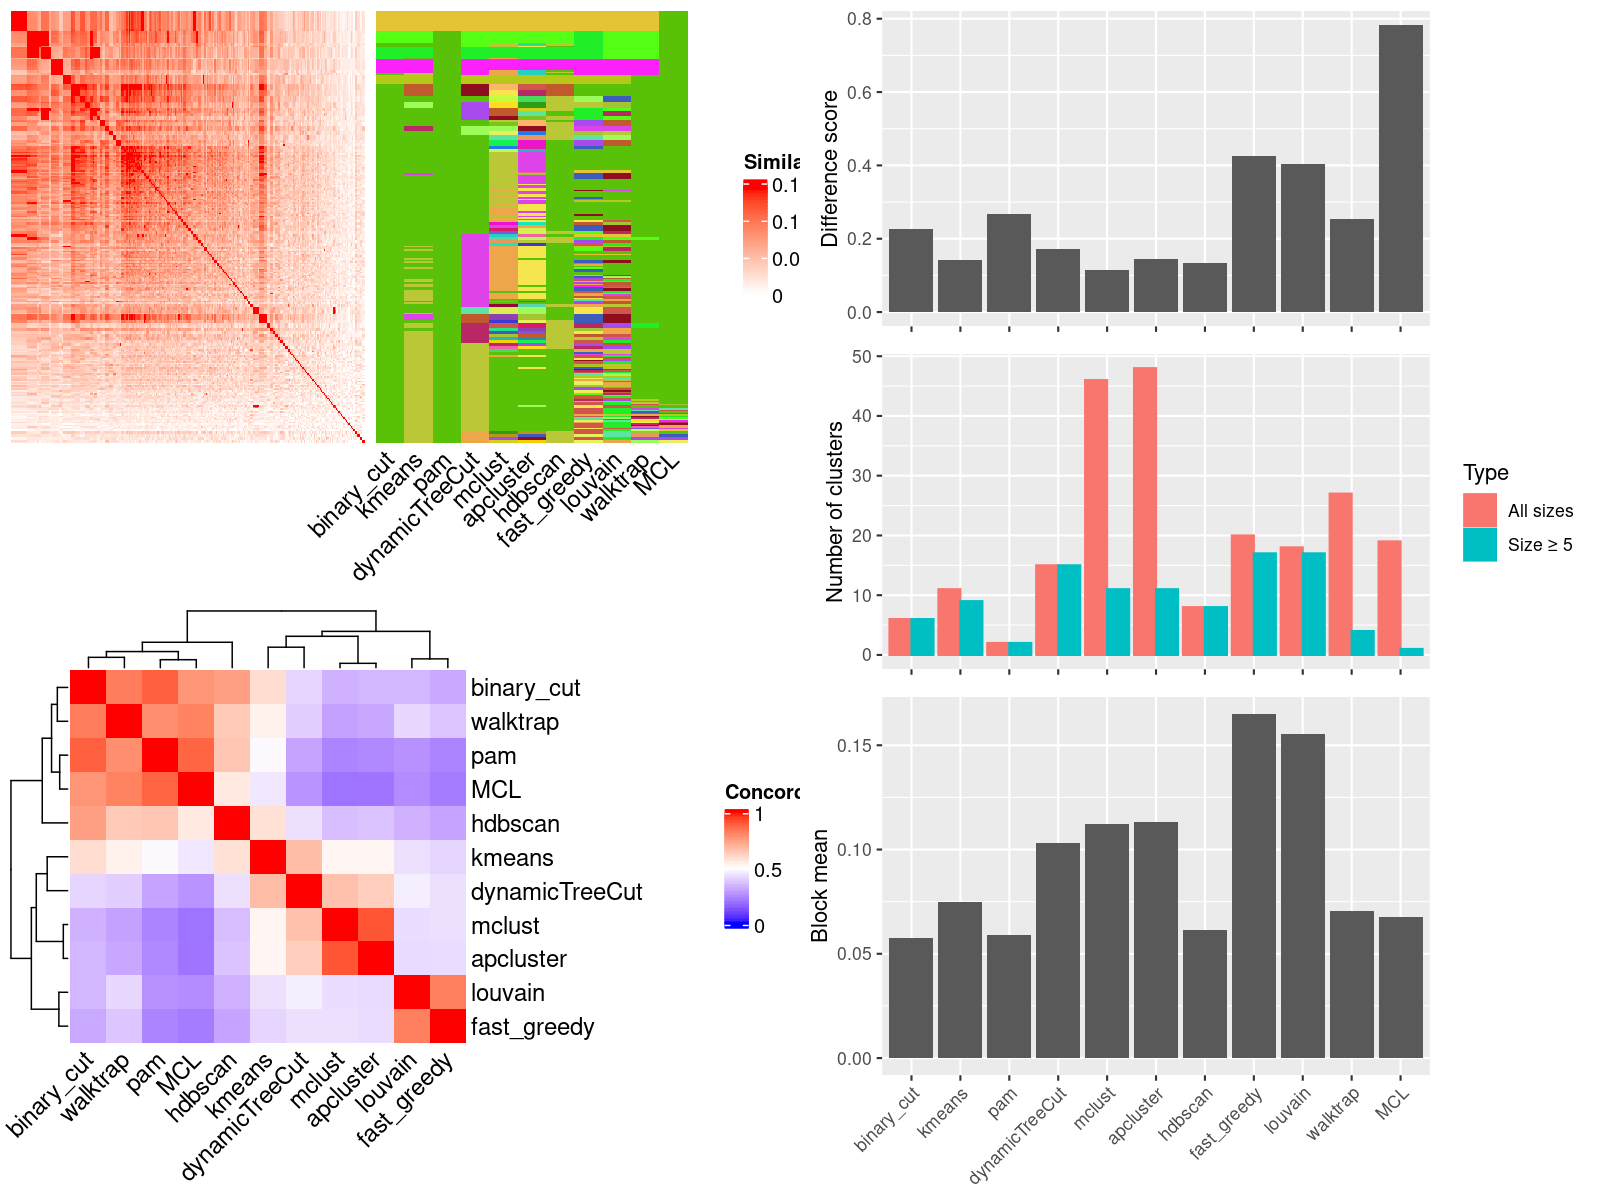 Simila
0.1
0.1
0.0
0
binary_cut
kmeans
pam
dynamicTreeCut
mclust
apcluster
hdbscan
fast_greedy
louvain
walktrap
MCL
binary_cut
walktrap
pam
MCL
hdbscan
kmeans
dynamicTreeCut
mclust
apcluster
louvain
fast_greedy
binary_cut
walktrap
pam
MCL
hdbscan
kmeans
dynamicTreeCut
mclust
apcluster
louvain
fast_greedy
Concord
1
0.5
0
Difference score
0.8
0.6
0.4
0.2
0.0
Number of clusters
50
40
30
20
10
0
Type
All sizes
Size ≥ 5
Block mean
0.15
0.10
0.05
0.00
binary_cut
kmeans
pam
dynamicTreeCut
mclust
apcluster
hdbscan
fast_greedy
louvain
walktrap
MCL